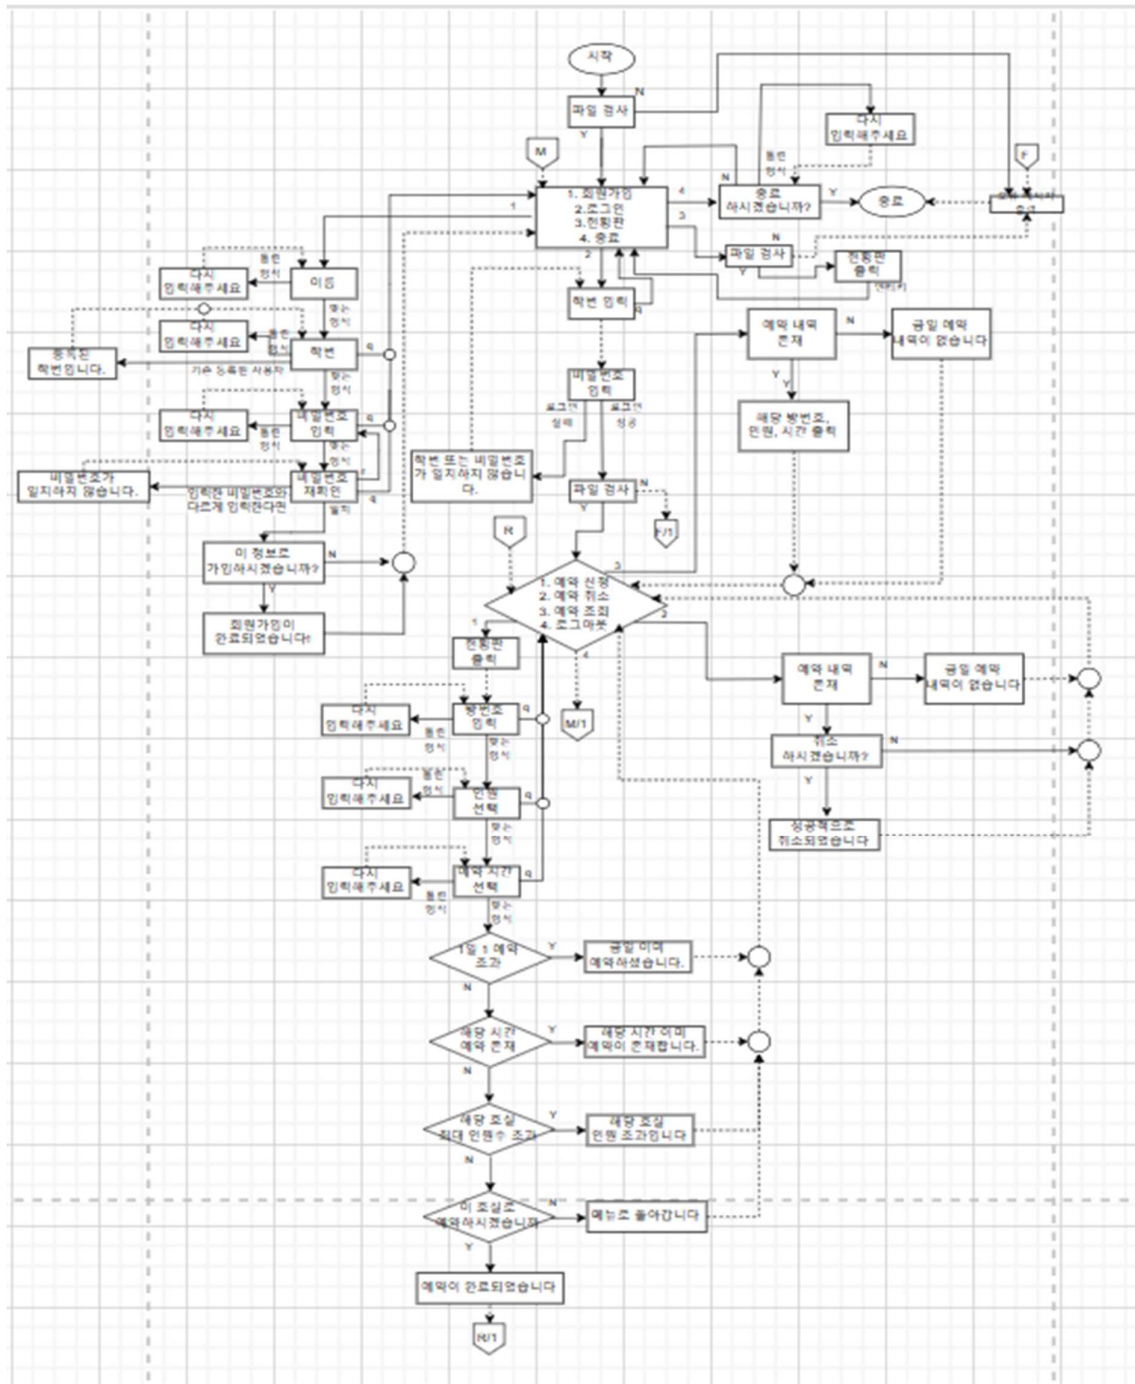 시작
N
파일 검사
Y
다시
입력해주세요
M
F
틀린
형식
N
1. 회원가입
2.로그인
3.현황판
4. 종료
4
종료
하시겠습니까?
Y
종료
1
3
N
파일 검사
Y
현황판
출력
2
틀린
형식
다시
입력해주세요
이름
학번 입력
q
맞는
형식
다시
입력해주세요
틀린
형식
학번
q
등록된
학번입니다.
기존 등록한 사용자
맞는
형식
예약 내역
존재
N
금일 예약
내역이 없습니다
Y
Y
비밀번호
입력
로그인
실패
로그인
성공
해당 방번호,
인원, 시간 출력
다시
입력해주세요
틀린
형식
비밀번호
입력
q
맞는
형식
r
비밀번호가
일치하지 않습니다.
입력한 비밀번호와
다르게 입력한다면
비밀번호
재확인
q
일치
학번 또는 비밀번호
가 일치하지 않습니
다.
파일 검사
N
Y
F/1
R
이 정보로
가입하시겠습니까?
N
Y
회원가입이
완료되었습니다!
1. 예약 신청
2. 예약 취소
3. 예약 조회
4. 로그아웃
3
2
1
4
현황판
출력
M/1
예약 내역
존재
N
금일 예약
내역이 없습니다
Y
취소
하시겠습니까?
N
Y
성공적으로
취소되었습니다
다시
입력해주세요
틀린
형식
방번호
입력
q
맞는
형식
다시
입력해주세요
틀린
형식
인원
선택
q
맞는
형식
다시
입력해주세요
틀린
형식
예약 시간
선택
q
맞는
형식
1일 1 예약
초과
Y
금일 이미
예약하셨습니다.
N
해당 시간
예약 존재
Y
해당 시간 이미
예약이 존재합니다.
N
해당 호실
최대 인원수 초과
Y
해당 호실
인원 초과입니다
N
이 호실로
예약하시겠습니까
N
메뉴로 돌아갑니다
Y
예약이 완료되었습니다
R/1